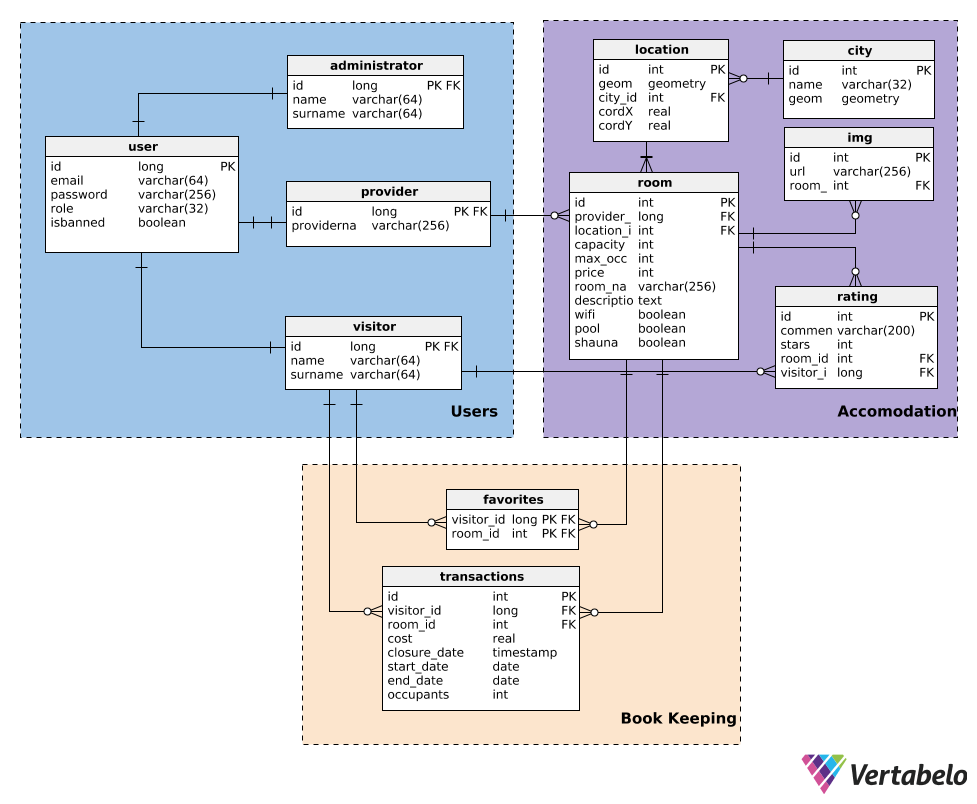 administrator
id long PK FK
name varchar(64)
surname varchar(64)
user
id long PK
email varchar(64)
password varchar(256)
role varchar(32)
isbanned boolean
provider
id long PK FK
providerna varchar(256)
visitor
id long PK FK
name varchar(64)
surname varchar(64)
Users
location
id int PK
geom geometry
city_id int FK
cordX real
cordY real
city
id int PK
name varchar(32)
geom geometry
img
id int PK
url varchar(256)
room_ int FK
room
id int PK
provider_ long FK
location_i int FK
capacity int
max_occ int
price int
room_na varchar(256)
descriptio text
wifi boolean
pool boolean
shauna boolean
rating
id int PK
commen varchar(200)
stars int
room_id int FK
visitor_i long FK
Accomodation
favorites
visitor_id long PK FK
room_id int PK FK
transactions
id int PK
visitor_id long FK
room_id int FK
cost real
closure_date timestamp
start_date date
end_date date
occupants int
Book Keeping
Vertabelo